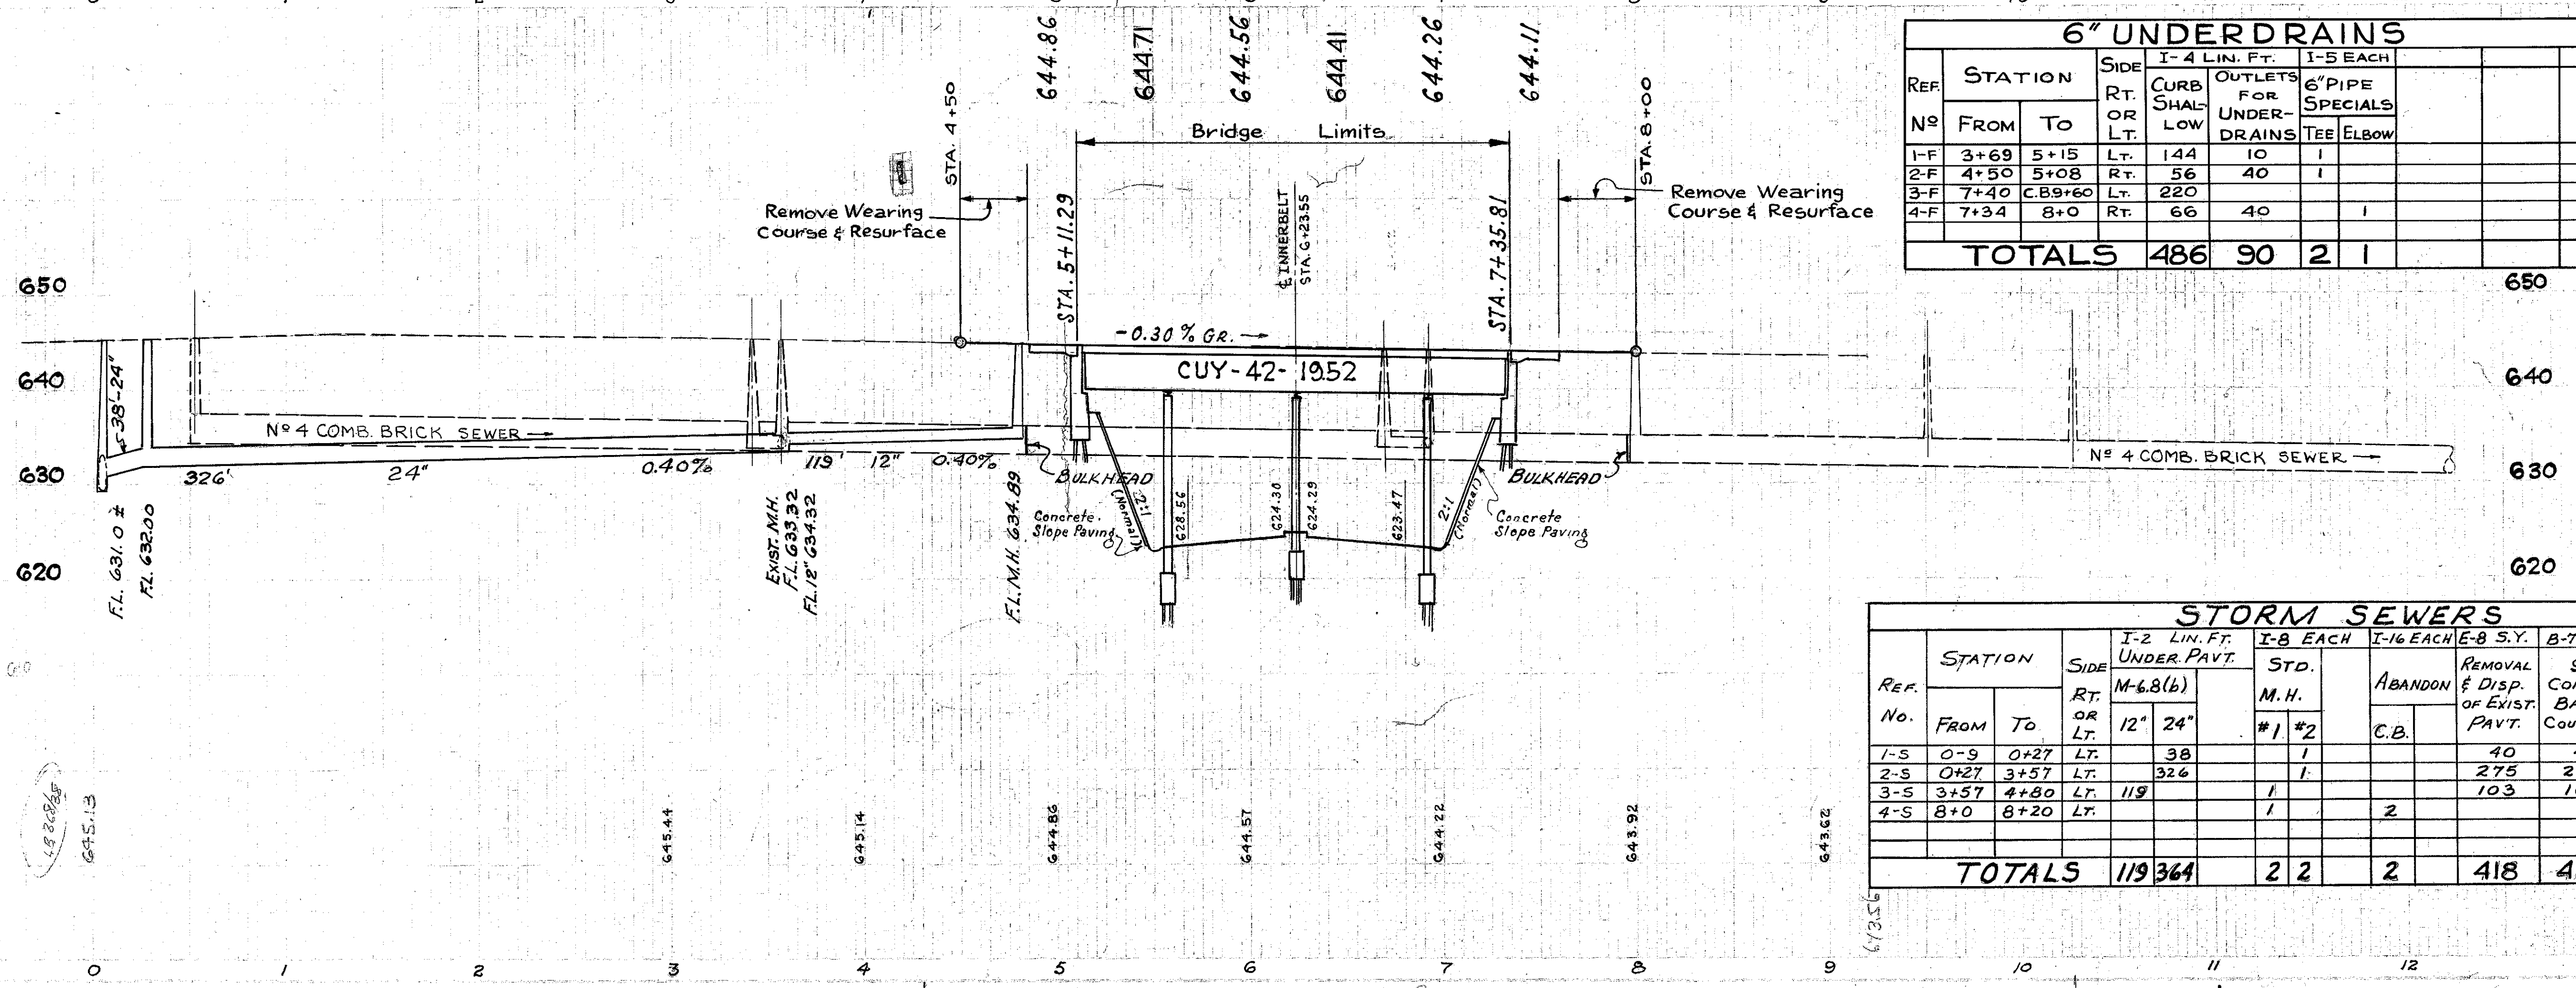 644.86
644.71
644.56
644.41
644.26
644.11
STA. 4+50
Bridge Limits
STA. 8+00
Remove Wearing
Course & Resurface
STA. 5+11.29
℄ INNERBELT
STA. 6+23.55
STA. 7+35.81
Remove Wearing
Course & Resurface
6" UNDERDRAINS
REF. Nº
STATION
FROM TO
SIDE RT. OR LT.
I-4 LIN. FT.
CURB SHAL-LOW
OUTLETS FOR UNDER-DRAINS
I-5 EACH
6" PIPE SPECIALS
TEE ELBOW
1-F 3+69 5+15 LT. 144 10 1
2-F 4+50 5+08 RT. 56 40 1
3-F 7+40 C.B.9+60 LT. 220
4-F 7+34 8+0 RT. 66 40 1
TOTALS 486 90 2 1
650
650
-0.30% GR.
CUY-42-1952
640
640
38'-24"
Nº 4 COMB. BRICK SEWER
326' 24" 0.40%
119' 12" 0.40%
630
630
BULKHEAD
BULKHEAD
Nº 4 COMB. BRICK SEWER
2:1
(Normal)
Concrete
Slope Paving
628.56
624.30
624.29
623.47
2:1
(Normal)
Concrete
Slope Paving
620
620
F.L. 631.0 ±
F.L. 632.00
EXIST. M.H.
F.L. 633.32
F.L. 12" 634.32
F.L. M.H. 634.89
STORM SEWERS
REF. No.
STATION
FROM TO
SIDE RT. OR LT.
I-2 LIN. FT.
UNDER PAVT.
M-6.8(b)
12" 24"
I-8 EACH
STD. M.H.
#1 #2
I-16 EACH
ABANDON
C.B.
E-8 S.Y.
REMOVAL & DISP. OF EXIST. PAVT.
B-7
1-S 0-9 0+27 LT. 38 1 40
2-S 0+27 3+57 LT. 326 1 275
3-S 3+57 4+80 LT. 119 1 103
4-S 8+0 8+20 LT. 1 2
TOTALS 119 364 2 2 2 418
645.13
645.44
645.14
644.86
644.57
644.22
643.92
643.62
643.56
0 1 2 3 4 5 6 7 8 9 10 11 12